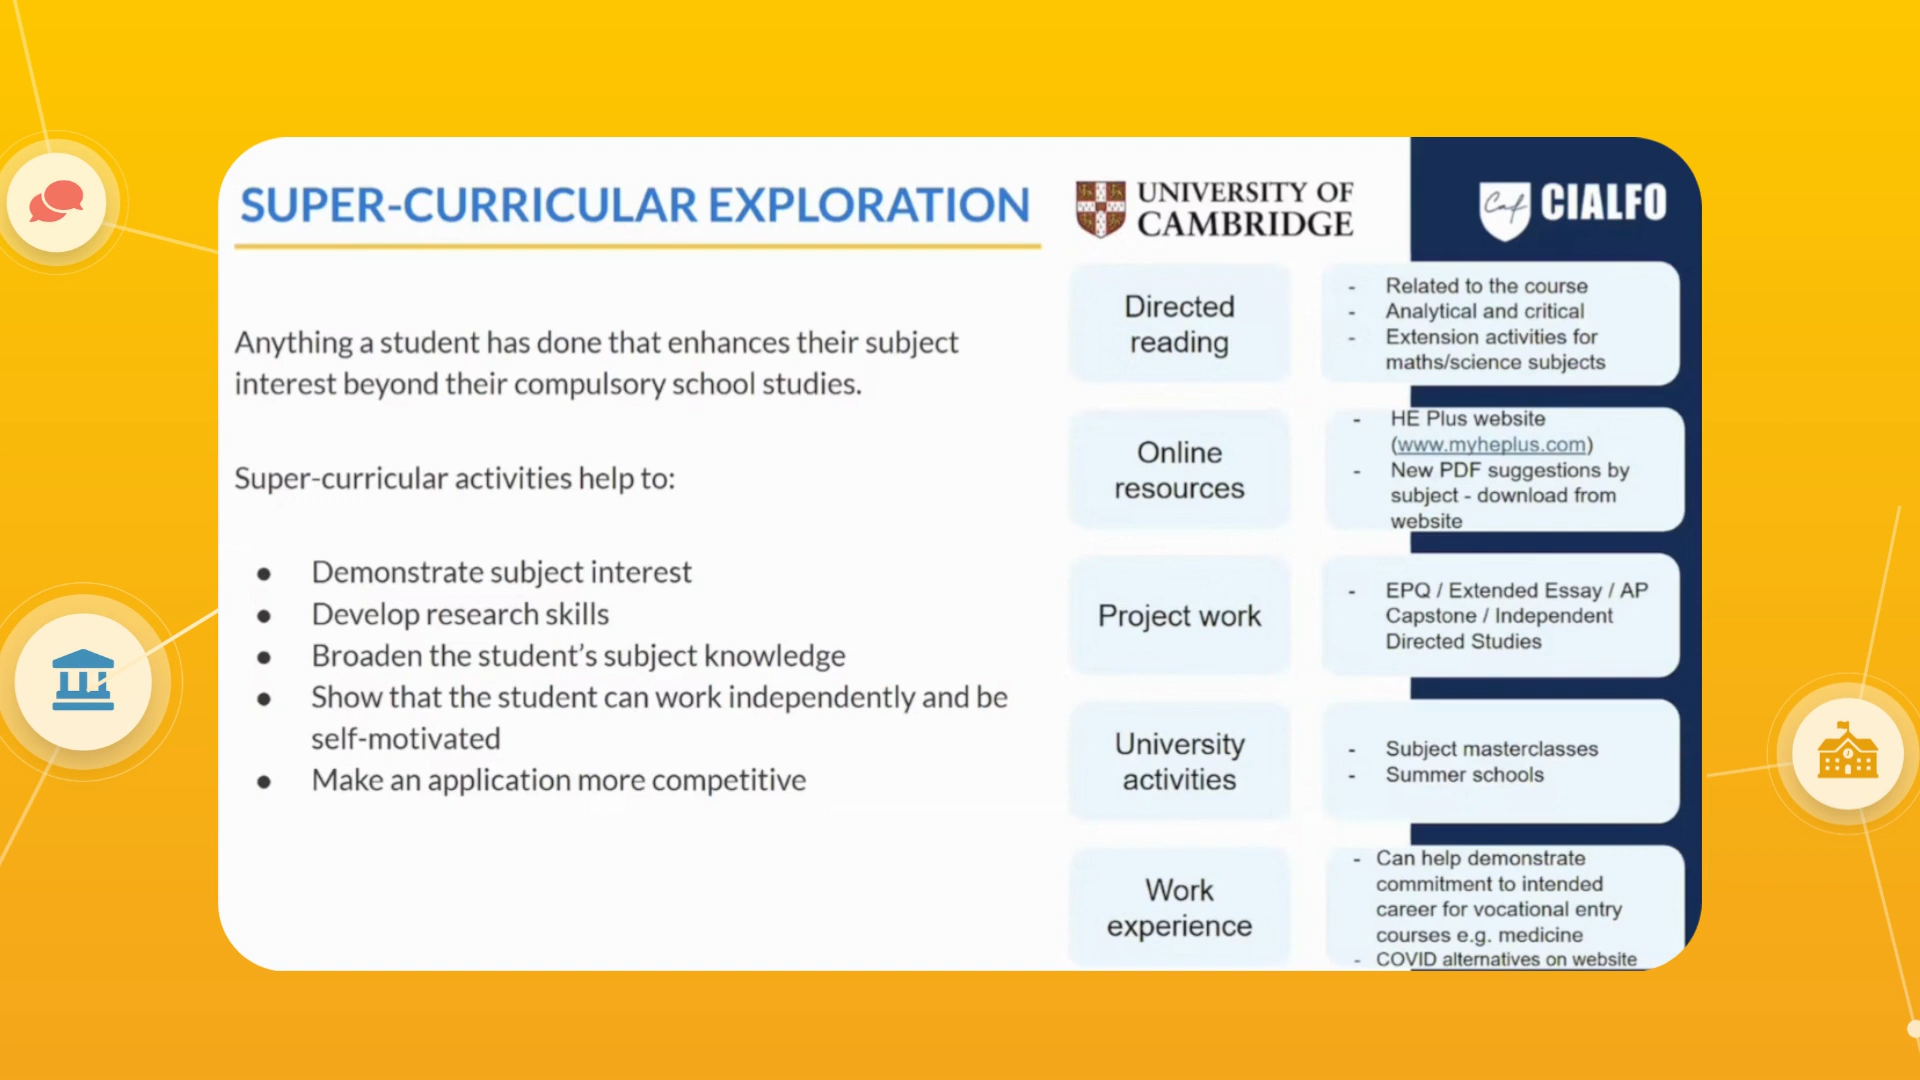 SUPER-CURRICULAR EXPLORATION
UNIVERSITY OF
CAMBRIDGE
Caf CIALFO
Anything a student has done that enhances their subject
interest beyond their compulsory school studies.
Super-curricular activities help to:
● Demonstrate subject interest
● Develop research skills
● Broaden the student’s subject knowledge
● Show that the student can work independently and be
self-motivated
● Make an application more competitive
Directed
reading
- Related to the course
- Analytical and critical
- Extension activities for
maths/science subjects
Online
resources
- HE Plus website
(www.myheplus.com)
- New PDF suggestions by
subject - download from
website
Project work
- EPQ / Extended Essay / AP
Capstone / Independent
Directed Studies
University
activities
- Subject masterclasses
- Summer schools
Work
experience
- Can help demonstrate
commitment to intended
career for vocational entry
courses e.g. medicine
- COVID alternatives on website